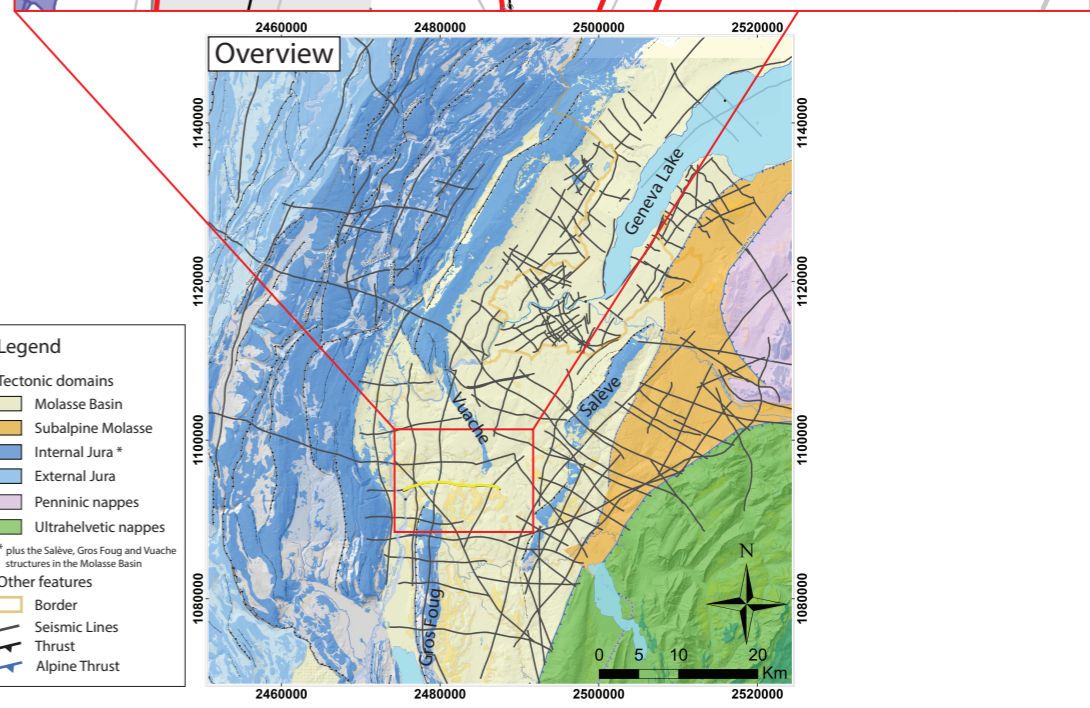 2460000 2480000 2500000 2520000
Overview
1140000 1140000
Geneva Lake
1120000 1120000
Legend
Tectonic domains
Molasse Basin
Subalpine Molasse
Internal Jura *
External Jura
Penninic nappes
Ultrahelvetic nappes
* plus the Salève, Gros Foug and Vuache
structures in the Molasse Basin
Other features
Border
Seismic Lines
Thrust
Alpine Thrust
Salève
Vuache
1100000 1100000
Gros Foug
N
1080000 1080000
0 5 10 20
Km
2460000 2480000 2500000 2520000